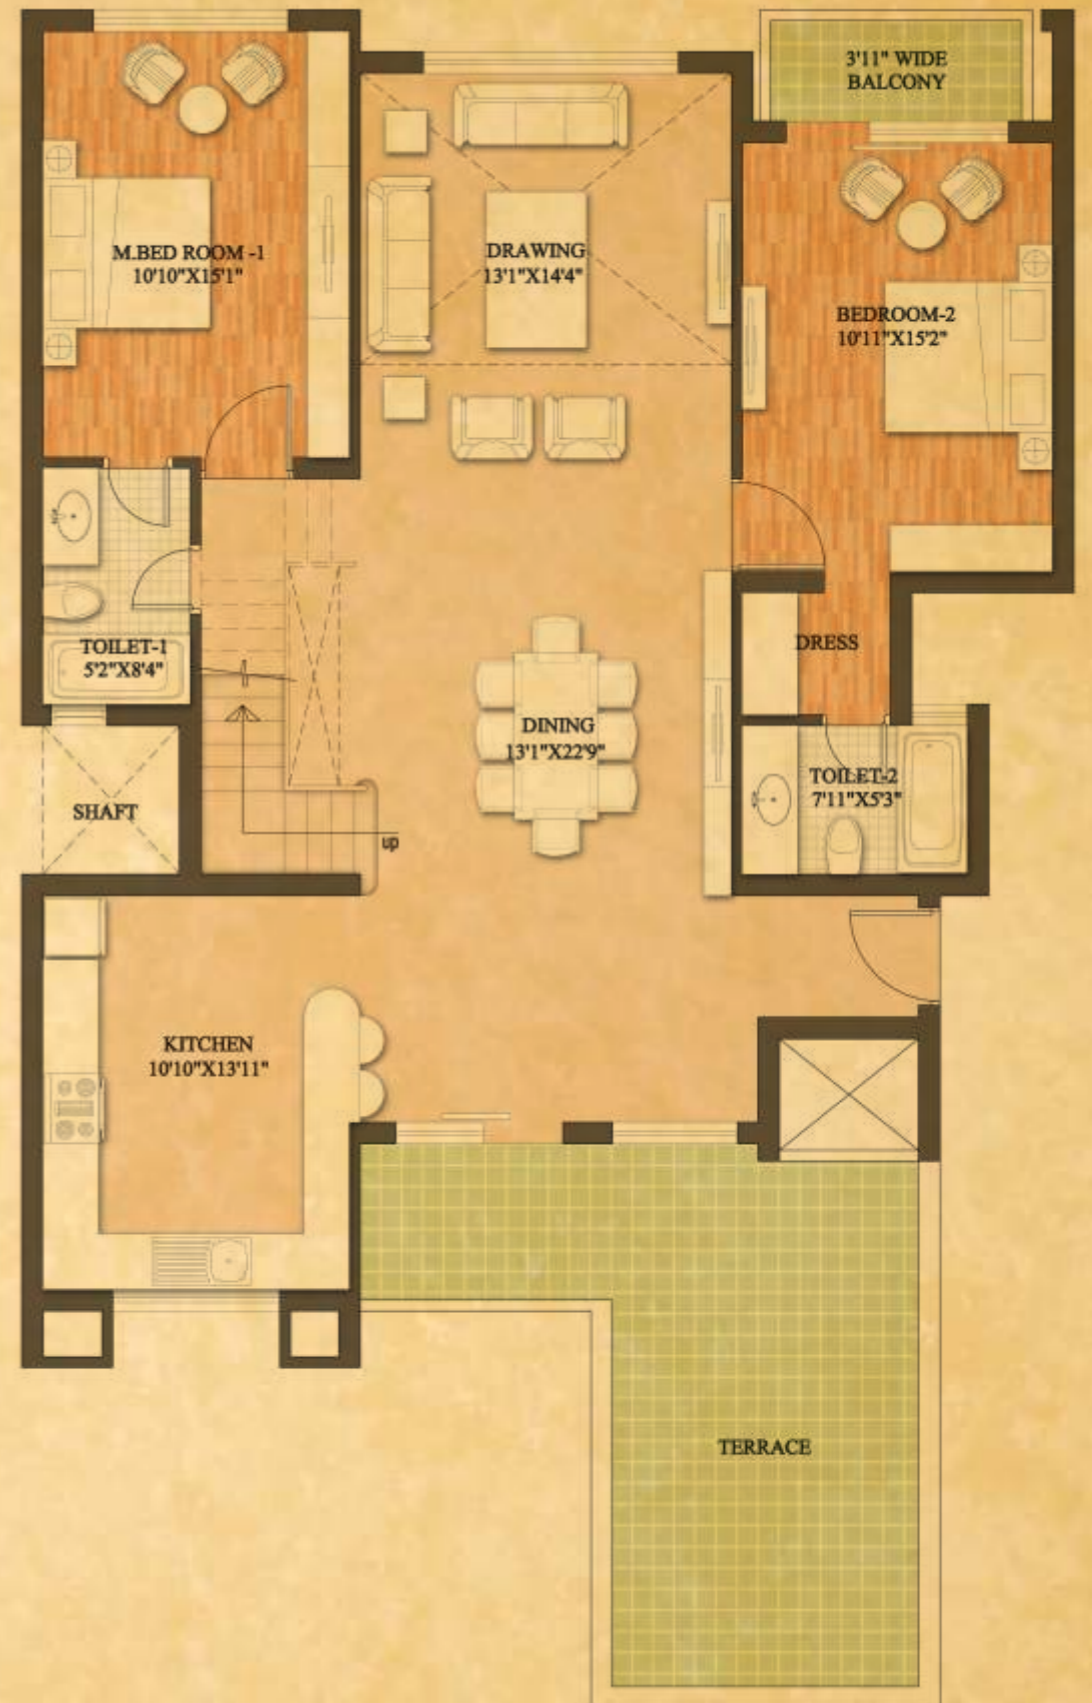 3'11" WIDE
BALCONY
M.BED ROOM -1
10'10"X15'1"
DRAWING
13'1"X14'4"
BEDROOM-2
10'11"X15'2"
TOILET-1
5'2"X8'4"
DRESS
DINING
13'1"X22'9"
TOILET-2
7'11"X5'3"
SHAFT
up
KITCHEN
10'10"X13'11"
TERRACE